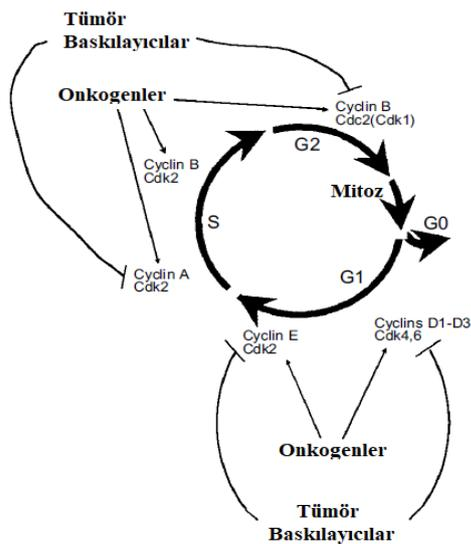 Tümör
Baskılayıcılar
Onkogenler
Cyclin B
Cdc2(Cdk1)
G2
Cyclin B
Cdk2
Mitoz
S
G0
Cyclin A
Cdk2
G1
Cyclin E
Cdk2
Cyclins D1-D3
Cdk4,6
Onkogenler
Tümör
Baskılayıcılar